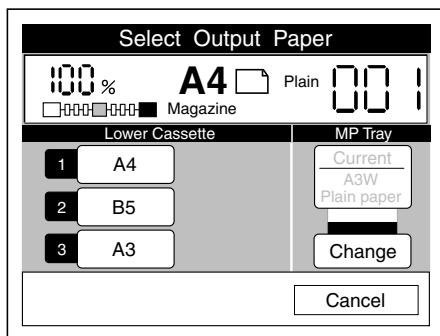 Select Output Paper
100 % A4 Plain 001
Magazine
Lower Cassette MP Tray
1 A4
2 B5
3 A3
Current
A3W
Plain paper
Change
Cancel